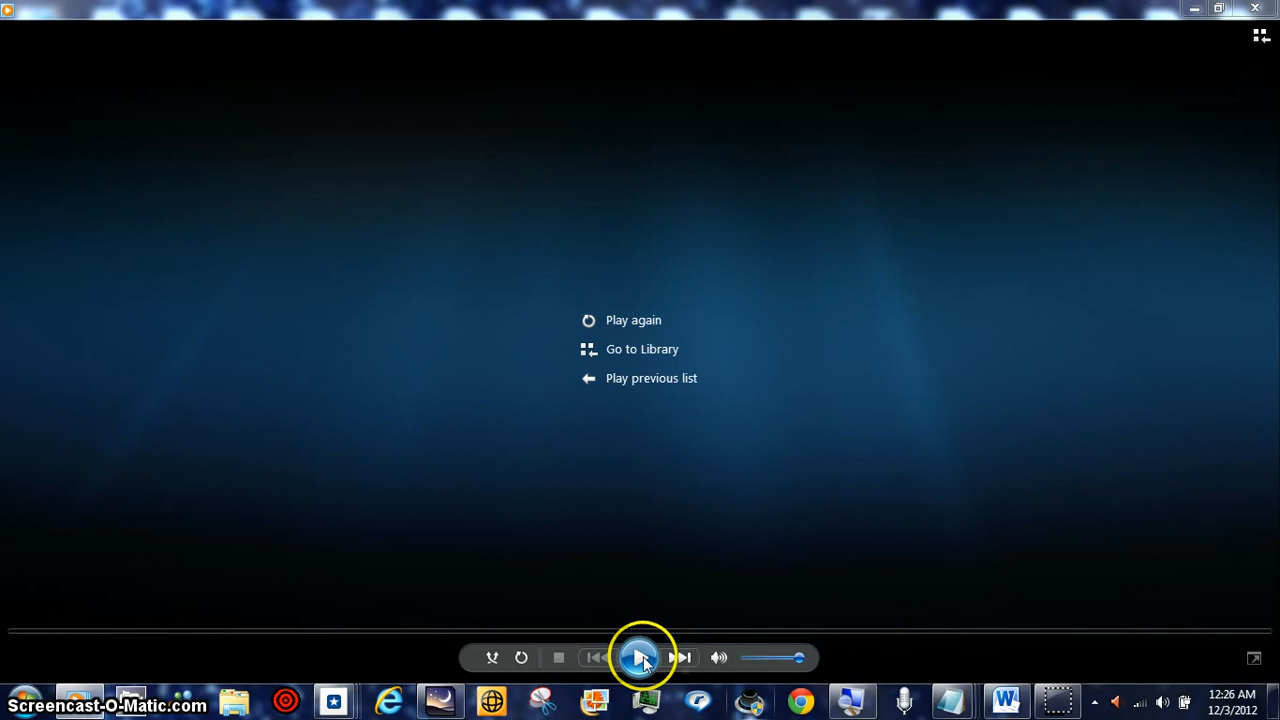 Play again
Go to Library
Play previous list
Screencast-O-Matic.com
12:26 AM
12/3/2012